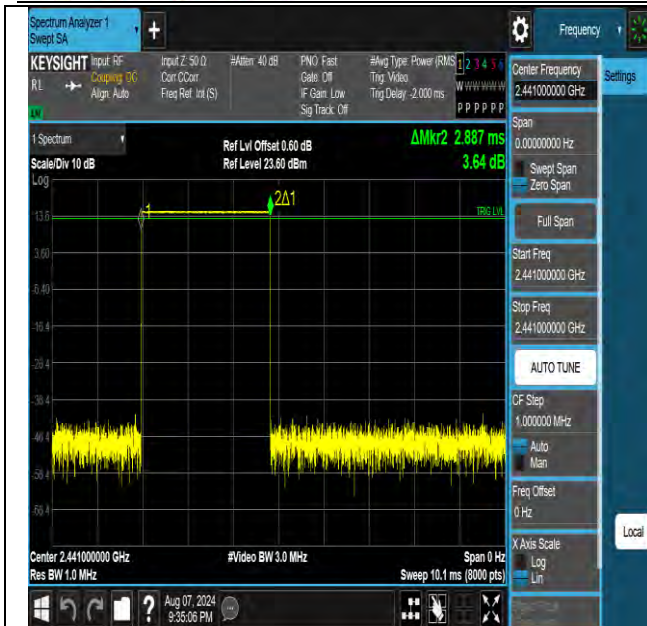 Spectrum Analyzer 1
Swept SA
+
Frequency
KEYSIGHT
RL
Input: RF
Coupling: DC
Align: Auto
Input Z: 50 Ω
Corr CCorr
Freq Ref: Int (S)
#Atten: 40 dB
PNO: Fast
Gate: Off
IF Gain: Low
Sig Track: Off
#Avg Type: Power (RMS
Trig: Video
Trig Delay: -2.000 ms
1 2 3 4 5 6
W W W W W W
P P P P P P
Settings
1 Spectrum
Scale/Div 10 dB
Log
Ref Lvl Offset 0.60 dB
Ref Level 23.60 dBm
ΔMkr2 2.887 ms
3.64 dB
1
2Δ1
TRIG LVL
13.6
3.60
-6.40
-16.4
-26.4
-36.4
-46.4
-56.4
-66.4
Center 2.441000000 GHz
Res BW 1.0 MHz
#Video BW 3.0 MHz
Span 0 Hz
Sweep 10.1 ms (8000 pts)
Center Frequency
2.441000000 GHz
Span
0.00000000 Hz
Swept Span
Zero Span
Full Span
Start Freq
2.441000000 GHz
Stop Freq
2.441000000 GHz
AUTO TUNE
CF Step
1.000000 MHz
Auto
Man
Freq Offset
0 Hz
X Axis Scale
Log
Lin
Local
?
Aug 07, 2024
9:35:06 PM